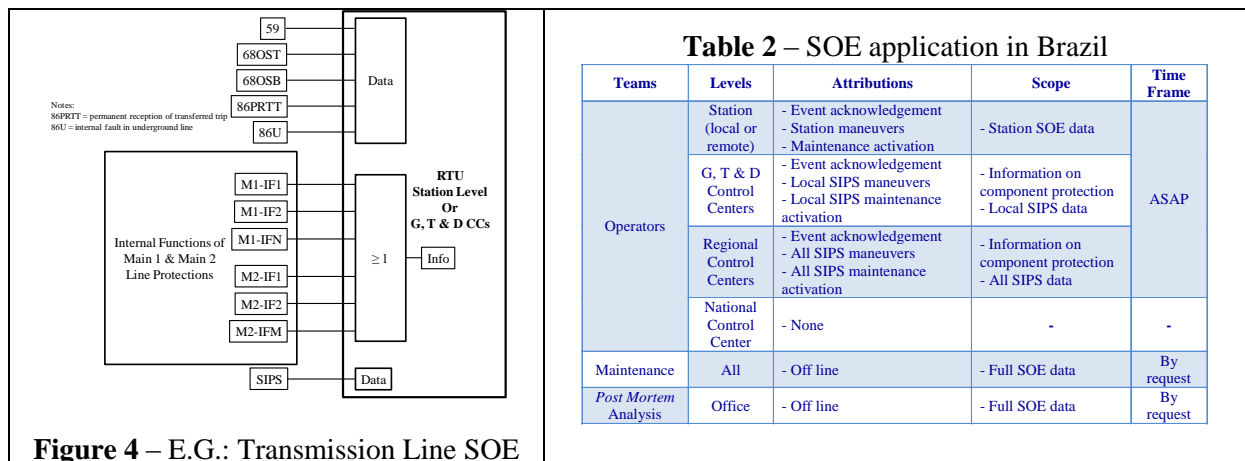 59
68OST
68OSB
86PRTT
86U
Data
Notes:
86PRTT = permanent reception of transferred trip
86U = internal fault in underground line
Internal Functions of
Main 1 & Main 2
Line Protections
M1-IF1
M1-IF2
M1-IFN
M2-IF1
M2-IF2
M2-IFM
≥ 1
RTU
Station Level
Or
G, T & D CCs
Info
SIPS
Data
Figure 4 – E.G.: Transmission Line SOE
Table 2 – SOE application in Brazil
Teams Levels Attributions Scope Time Frame
Operators
Station (local or remote)
- Event acknowledgement
- Station maneuvers
- Maintenance activation
- Station SOE data
ASAP
G, T & D Control Centers
- Event acknowledgement
- Local SIPS maneuvers
- Local SIPS maintenance activation
- Information on component protection
- Local SIPS data
Regional Control Centers
- Event acknowledgement
- All SIPS maneuvers
- All SIPS maintenance activation
- Information on component protection
- All SIPS data
National Control Center
- None
-
-
Maintenance All - Off line - Full SOE data By request
Post Mortem Analysis Office - Off line - Full SOE data By request